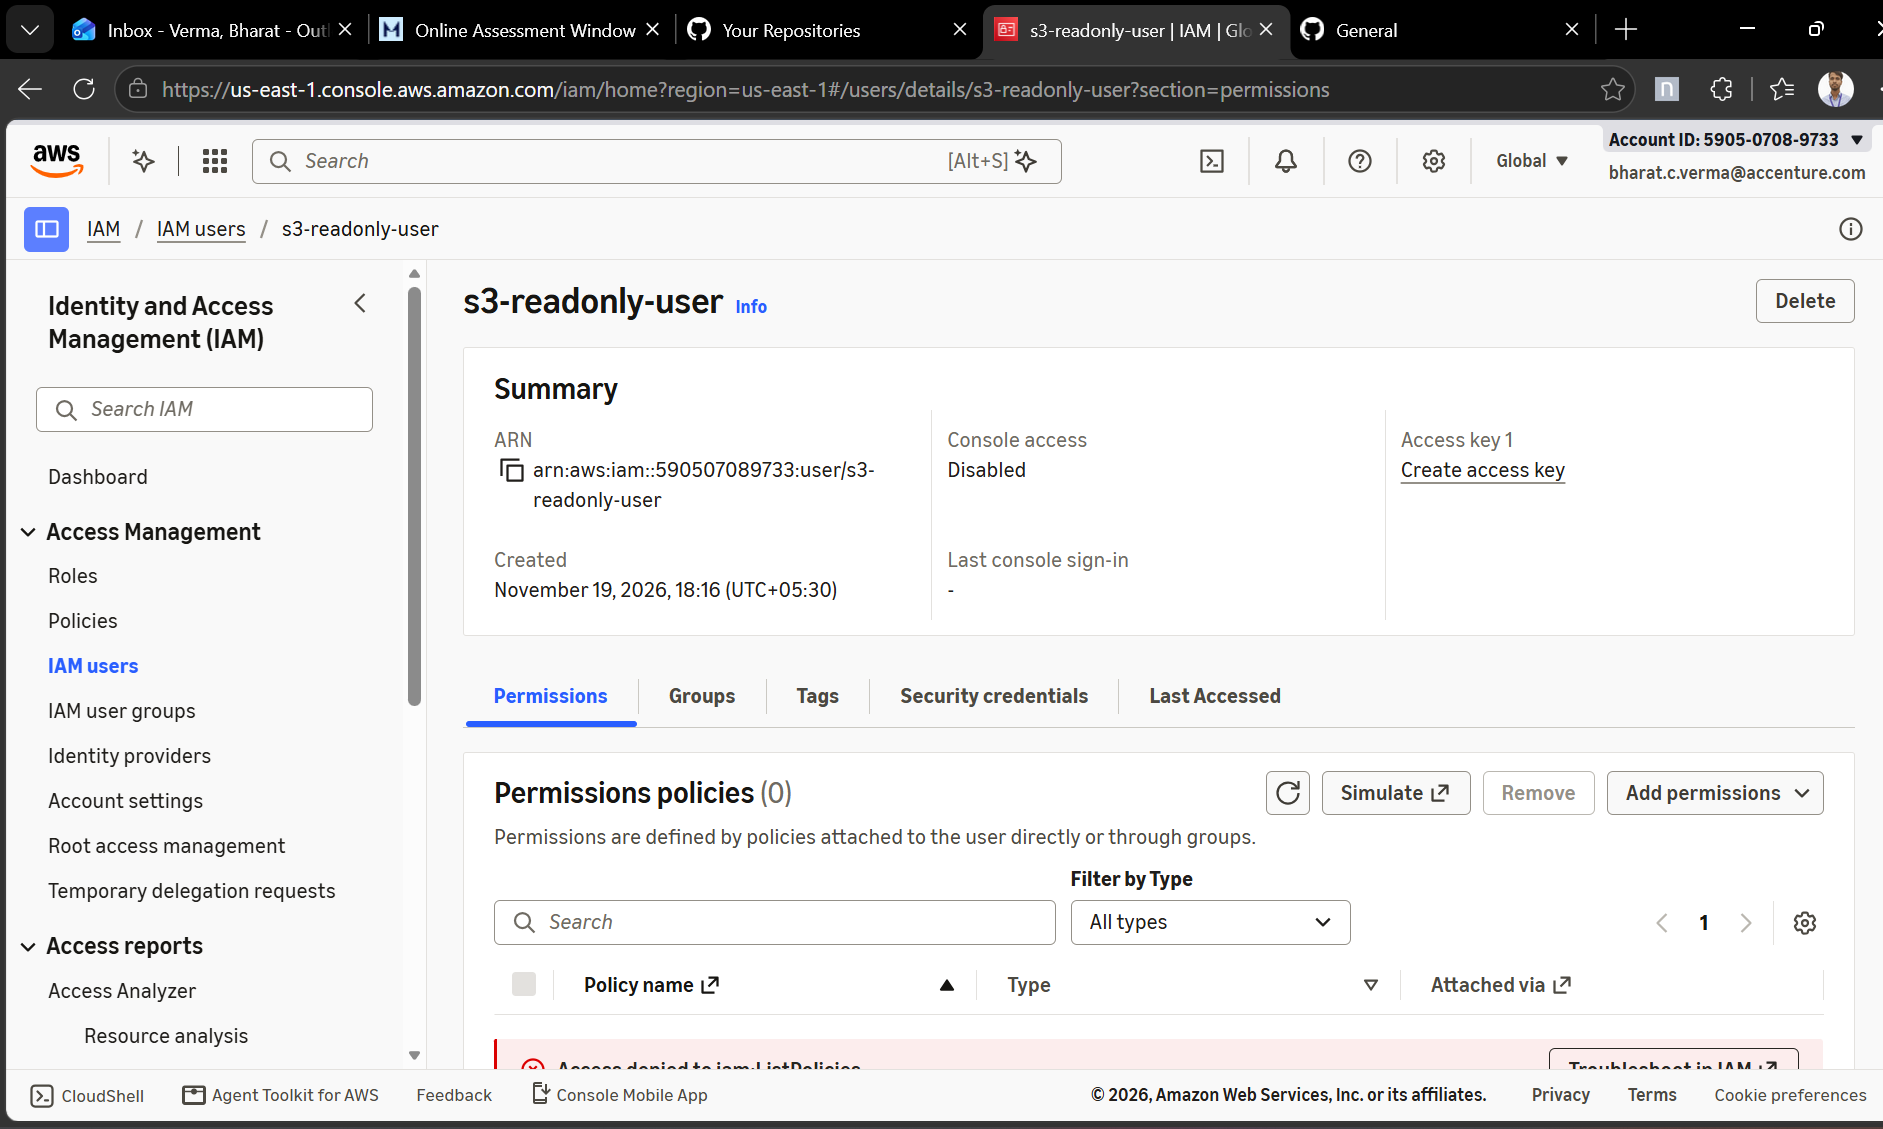 Inbox - Verma, Bharat - Outl
Online Assessment Window
Your Repositories
s3-readonly-user | IAM | Glo
General
https://us-east-1.console.aws.amazon.com/iam/home?region=us-east-1#/users/details/s3-readonly-user?section=permissions
aws
Search
[Alt+S]
Global
Account ID: 5905-0708-9733
bharat.c.verma@accenture.com
IAM / IAM users / s3-readonly-user
Identity and Access
Management (IAM)
Search IAM
Dashboard
Access Management
Roles
Policies
IAM users
IAM user groups
Identity providers
Account settings
Root access management
Temporary delegation requests
Access reports
Access Analyzer
Resource analysis
s3-readonly-user Info
Delete
Summary
ARN
arn:aws:iam::590507089733:user/s3-
readonly-user
Console access
Disabled
Access key 1
Create access key
Created
November 19, 2026, 18:16 (UTC+05:30)
Last console sign-in
-
Permissions
Groups
Tags
Security credentials
Last Accessed
Permissions policies (0)
Simulate
Remove
Add permissions
Permissions are defined by policies attached to the user directly or through groups.
Filter by Type
Search
All types
1
Policy name
Type
Attached via
Access denied to iam:ListPolicies
Troubleshoot in IAM
CloudShell
Agent Toolkit for AWS
Feedback
Console Mobile App
© 2026, Amazon Web Services, Inc. or its affiliates.
Privacy
Terms
Cookie preferences